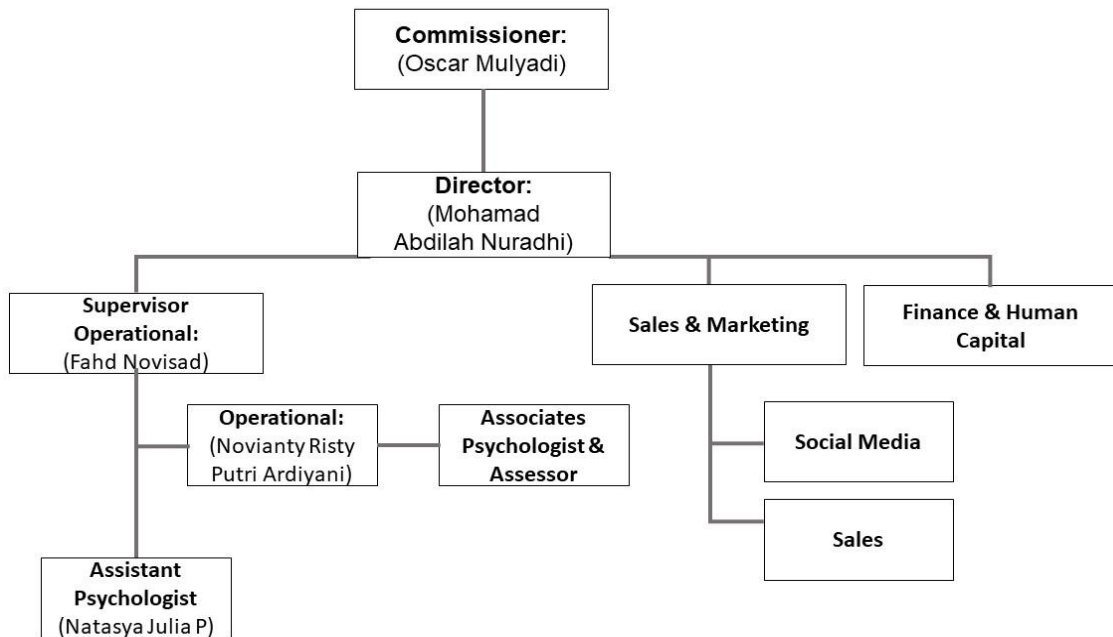 Commissioner:
(Oscar Mulyadi)
Director:
(Mohamad
Abdilah Nuradhi)
Supervisor
Operational:
(Fahd Novisad)
Sales & Marketing
Finance & Human
Capital
Operational:
(Novianty Risty
Putri Ardiyani)
Associates
Psychologist &
Assessor
Social Media
Sales
Assistant
Psychologist
(Natasya Julia P)